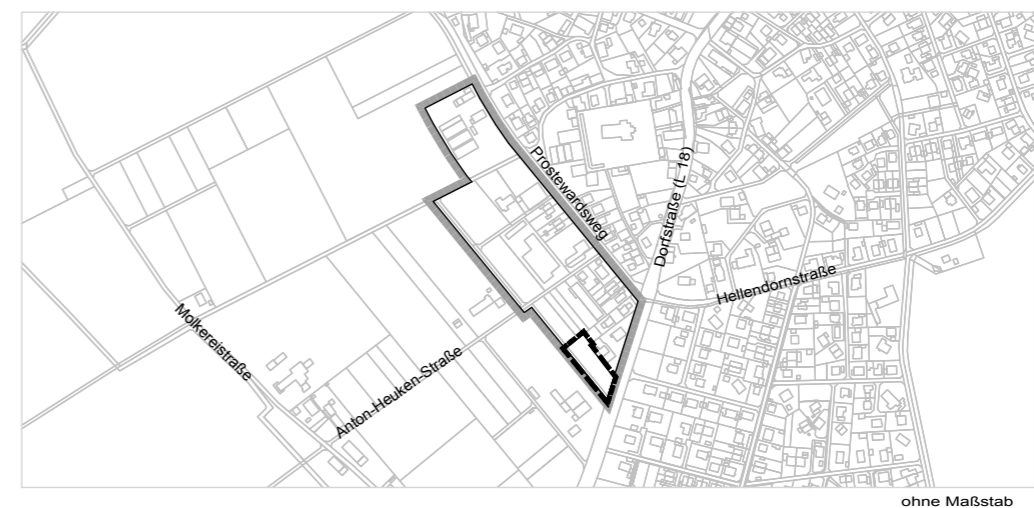 Prostewardsweg
Dorfstraße (L 18)
Hellendornstraße
Molkereistraße
Anton-Heuken-Straße
ohne Maßstab